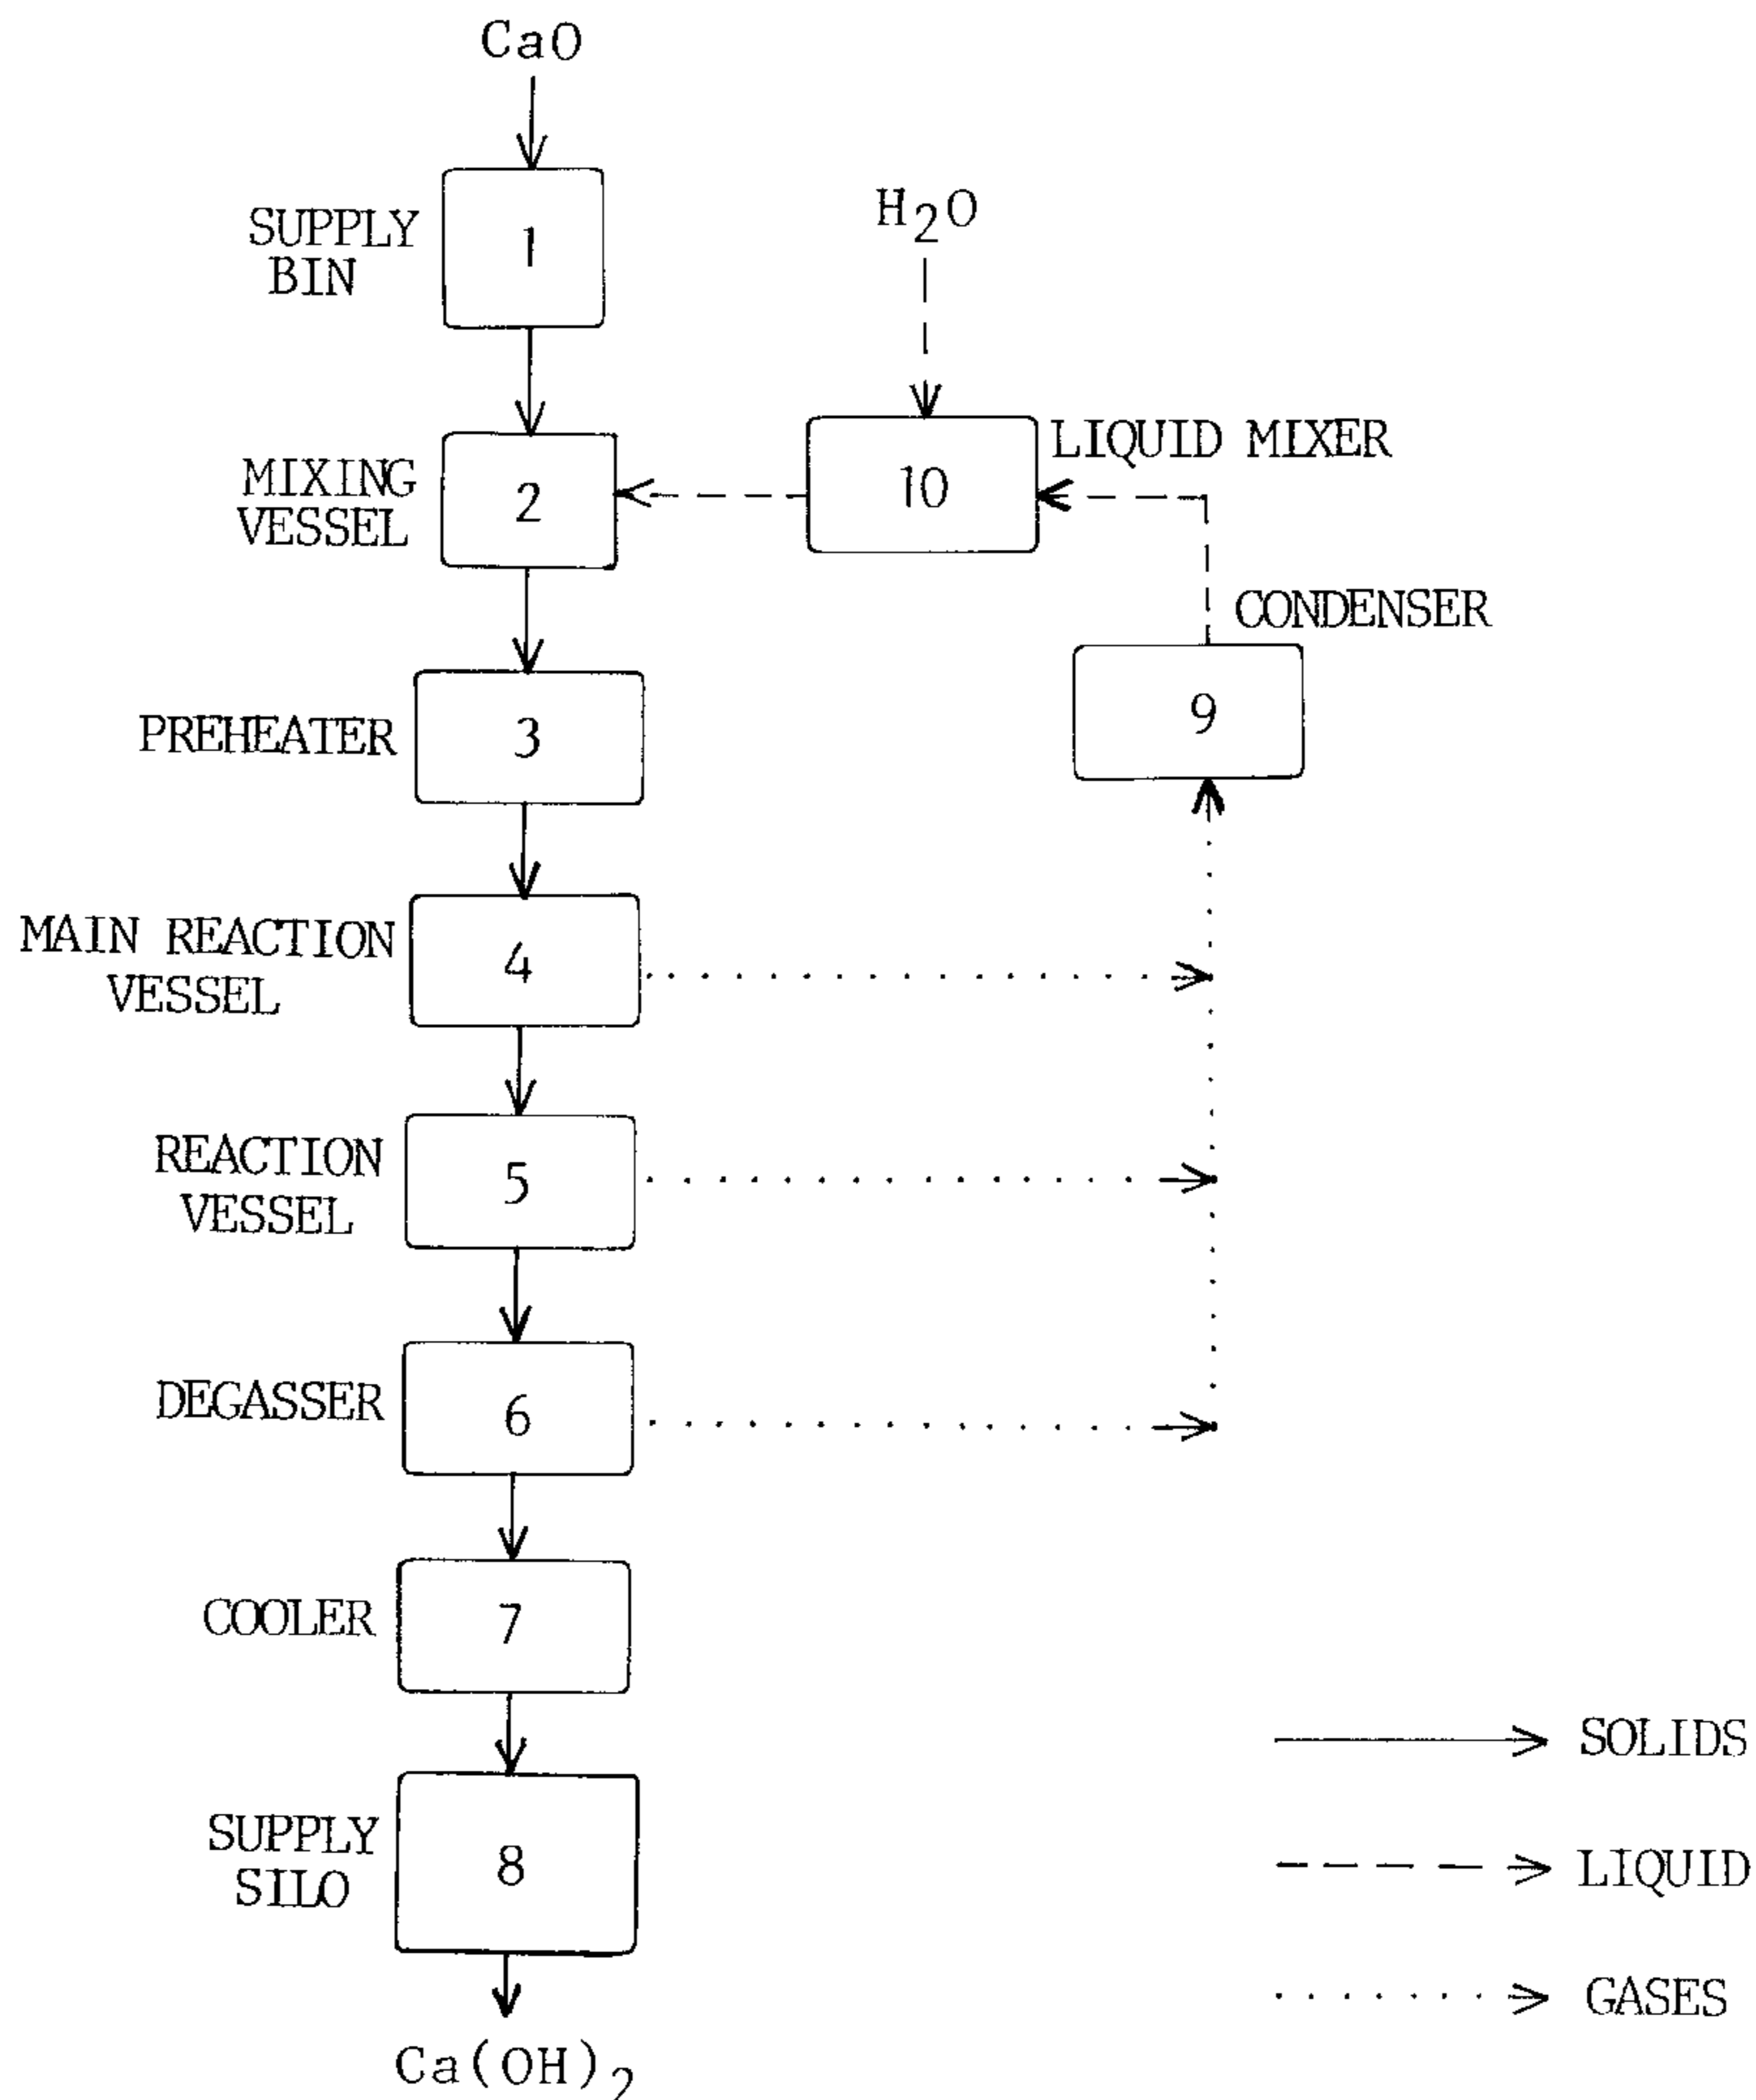 CaO
SUPPLY
BIN
1
H2O
MIXING
VESSEL
2
10
LIQUID MIXER
CONDENSER
PREHEATER
3
9
MAIN REACTION
VESSEL
4
REACTION
VESSEL
5
DEGASSER
6
COOLER
7
SOLIDS
SUPPLY
SILO
8
LIQUID
GASES
Ca(OH)2